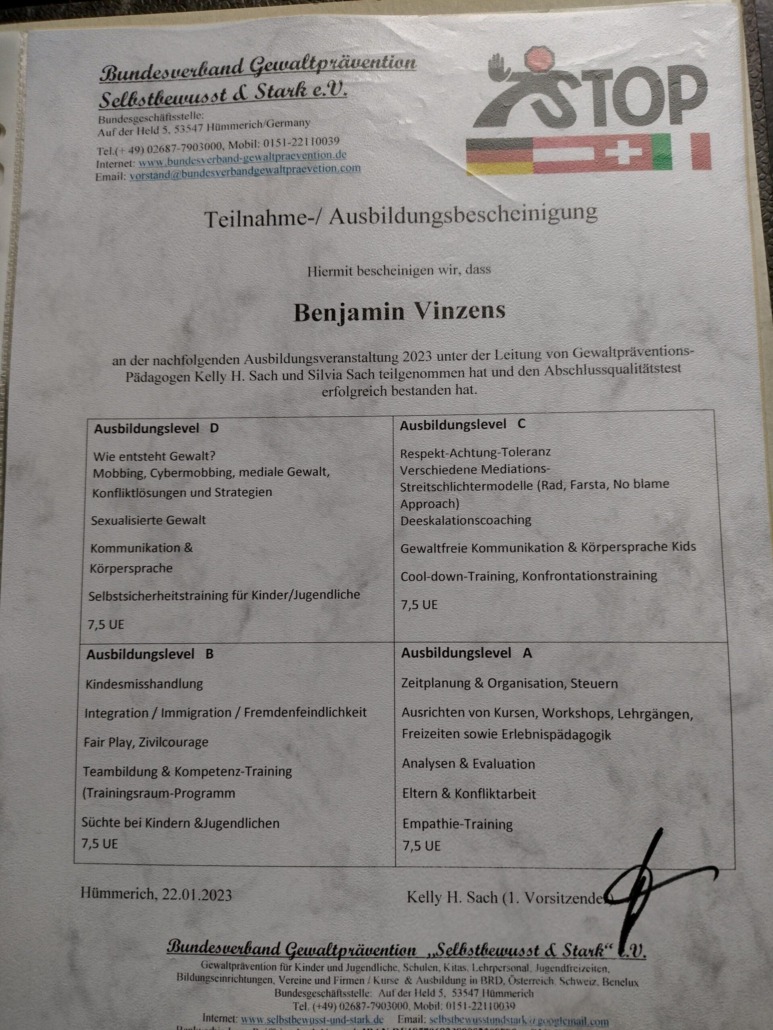 Bundesverband Gewaltprävention
Selbstbewusst & Stark e.V.
Bundesgeschäftsstelle:
Auf der Held 5, 53547 Hümmerich/Germany
Tel.(+ 49) 02687-7903000, Mobil: 0151-22110039
Internet: www.bundesverband-gewaltpraevention.de
Email: vorstand@bundesverbandgewaltpraevetion.com
STOP
Teilnahme-/ Ausbildungsbescheinigung
Hiermit bescheinigen wir, dass
Benjamin Vinzens
an der nachfolgenden Ausbildungsveranstaltung 2023 unter der Leitung von Gewaltpräventions-
Pädagogen Kelly H. Sach und Silvia Sach teilgenommen hat und den Abschlussqualitätstest
erfolgreich bestanden hat.
Ausbildungslevel D
Wie entsteht Gewalt?
Mobbing, Cybermobbing, mediale Gewalt,
Konfliktlösungen und Strategien
Sexualisierte Gewalt
Kommunikation &
Körpersprache
Selbstsicherheitstraining für Kinder/Jugendliche
7,5 UE
Ausbildungslevel C
Respekt-Achtung-Toleranz
Verschiedene Mediations-
Streitschlichtermodelle (Rad, Farsta, No blame
Approach)
Deeskalationscoaching
Gewaltfreie Kommunikation & Körpersprache Kids
Cool-down-Training, Konfrontationstraining
7,5 UE
Ausbildungslevel B
Kindesmisshandlung
Integration / Immigration / Fremdenfeindlichkeit
Fair Play, Zivilcourage
Teambildung & Kompetenz-Training
(Trainingsraum-Programm
Süchte bei Kindern &Jugendlichen
7,5 UE
Ausbildungslevel A
Zeitplanung & Organisation, Steuern
Ausrichten von Kursen, Workshops, Lehrgängen,
Freizeiten sowie Erlebnispädagogik
Analysen & Evaluation
Eltern & Konfliktarbeit
Empathie-Training
7,5 UE
Hümmerich, 22.01.2023
Kelly H. Sach (1. Vorsitzender)
Bundesverband Gewaltprävention „Selbstbewusst & Stark“ e.V.
Gewaltprävention für Kinder und Jugendliche, Schulen, Kitas, Lehrpersonal, Jugendfreizeiten,
Bildungseinrichtungen, Vereine und Firmen / Kurse & Ausbildung in BRD, Österreich, Schweiz, Benelux
Bundesgeschäftsstelle: Auf der Held 5, 53547 Hümmerich
Tel. (+49) 02687-7903000, Mobil: 0151-22110039
Internet: www.selbstbewusst-und-stark.de Email: selbstbewusstundstark@googlemail.com